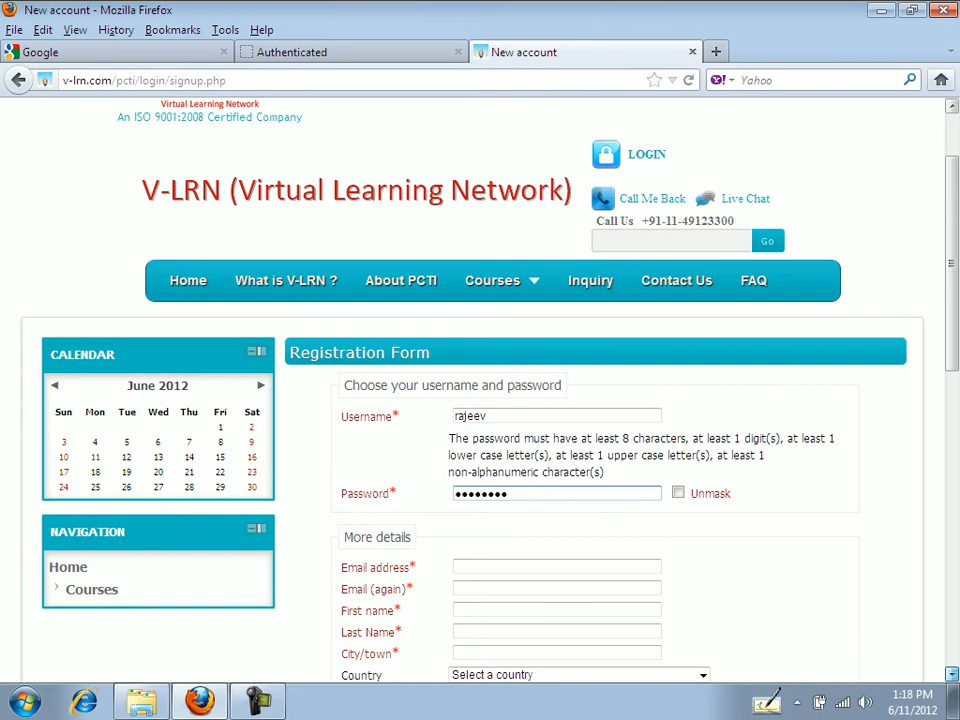 New account - Mozilla Firefox
File Edit View History Bookmarks Tools Help
Google Authenticated New account
v-lrn.com/pcti/login/signup.php Yahoo
Virtual Learning Network
An ISO 9001:2008 Certified Company
LOGIN
V-LRN (Virtual Learning Network)
Call Me Back Live Chat
Call Us +91-11-49123300
Go
Home What is V-LRN ? About PCTI Courses Inquiry Contact Us FAQ
CALENDAR
June 2012
Sun Mon Tue Wed Thu Fri Sat
1 2
3 4 5 6 7 8 9
10 11 12 13 14 15 16
17 18 19 20 21 22 23
24 25 26 27 28 29 30
NAVIGATION
Home
Courses
Registration Form
Choose your username and password
Username* rajeev
The password must have at least 8 characters, at least 1 digit(s), at least 1
lower case letter(s), at least 1 upper case letter(s), at least 1
non-alphanumeric character(s)
Password* •••••••• Unmask
More details
Email address*
Email (again)*
First name*
Last Name*
City/town*
Country Select a country
1:18 PM
6/11/2012